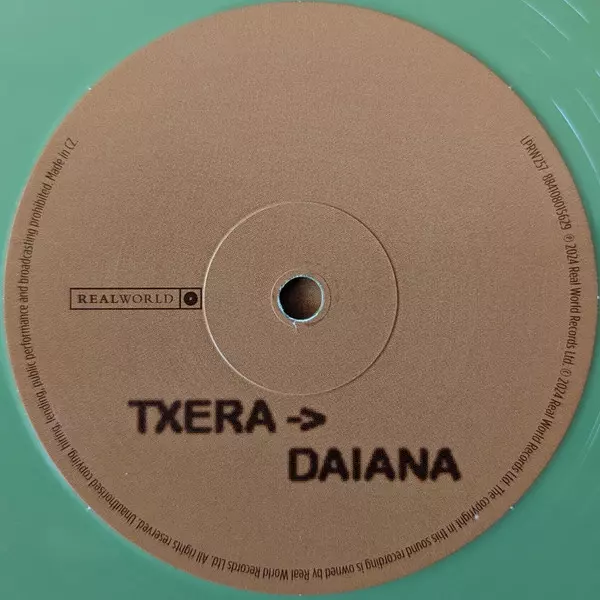 REALWORLD
TXERA ->
DAIANA
LPRW257 884108015629 ℗ 2024 Real World Records Ltd. © 2024 Real World Records Ltd. The copyright in this sound recording is owned by Real World Records Ltd. All rights reserved. Unauthorised copying, hiring, lending, public performance and broadcasting prohibited. Made in CZ